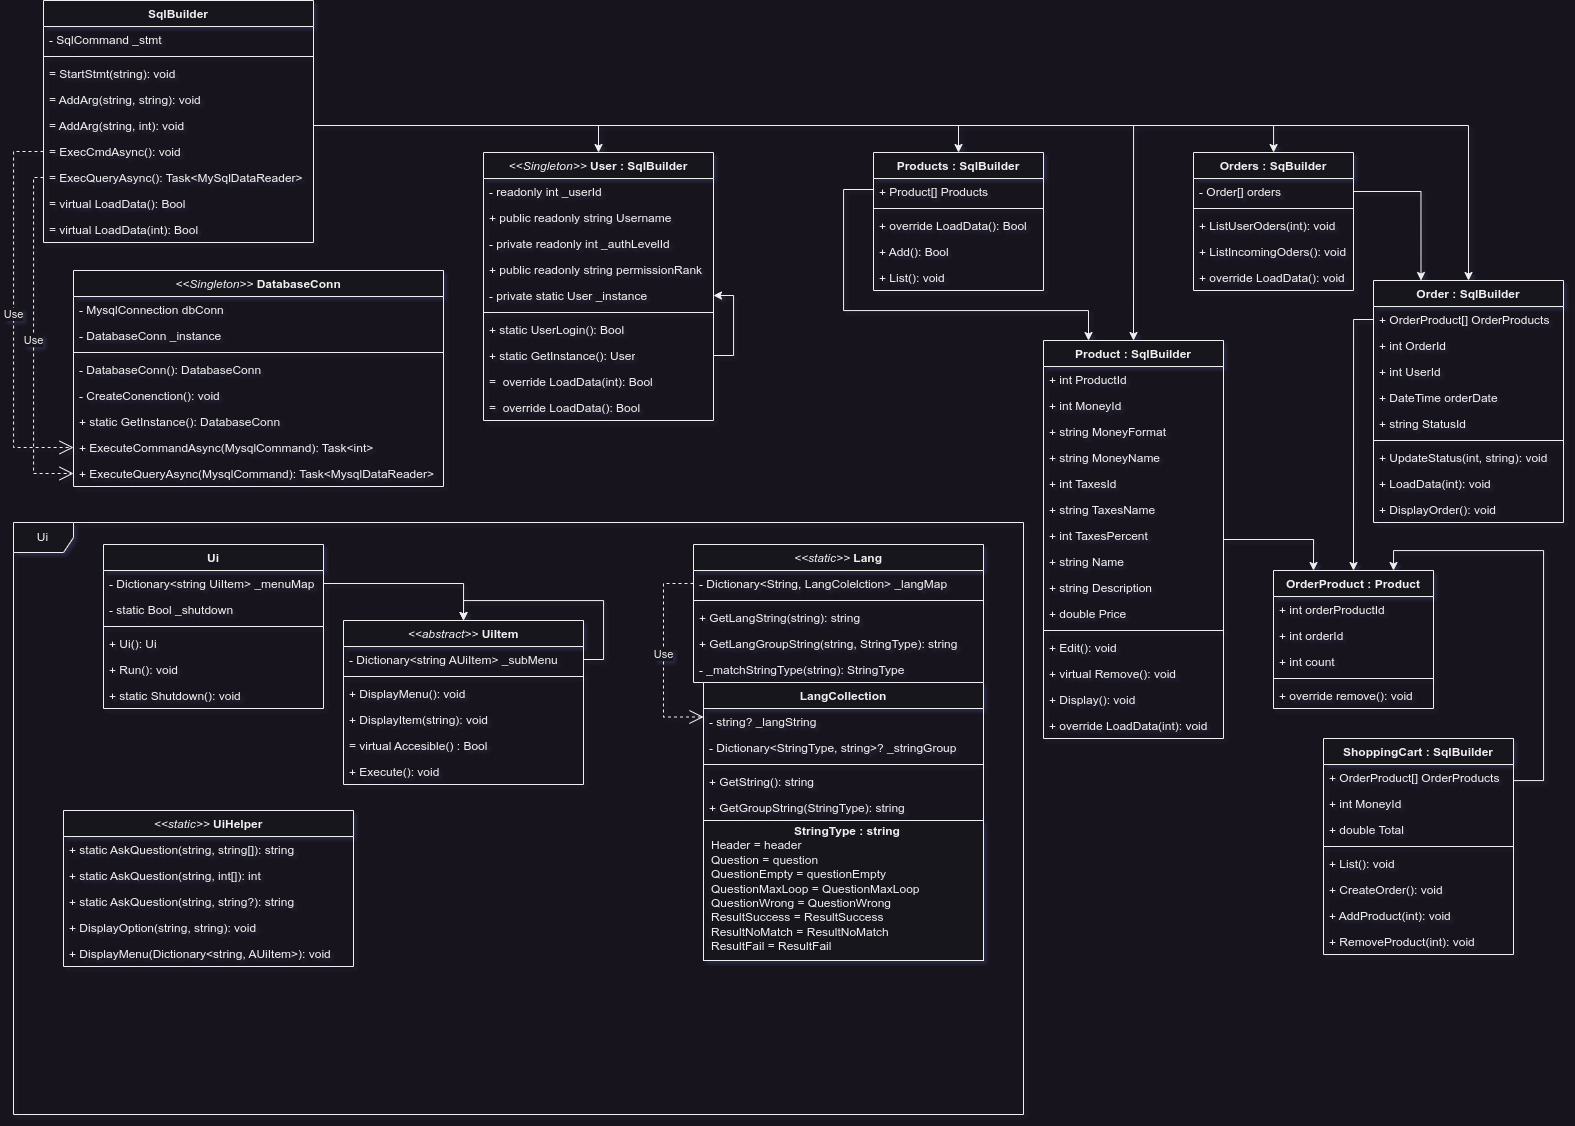 SqlBuilder
- SqlCommand _stmt
= StartStmt(string): void
= AddArg(string, string): void
= AddArg(string, int): void
= ExecCmdAsync(): void
= ExecQueryAsync(): Task<MySqlDataReader>
= virtual LoadData(): Bool
= virtual LoadData(int): Bool
Use
Use
<<Singleton>> DatabaseConn
- MysqlConnection dbConn
- DatabaseConn _instance
- DatabaseConn(): DatabaseConn
- CreateConenction(): void
+ static GetInstance(): DatabaseConn
+ ExecuteCommandAsync(MysqlCommand): Task<int>
+ ExecuteQueryAsync(MysqlCommand): Task<MysqlDataReader>
<<Singleton>> User : SqlBuilder
- readonly int _userId
+ public readonly string Username
- private readonly int _authLevelId
+ public readonly string permissionRank
- private static User _instance
+ static UserLogin(): Bool
+ static GetInstance(): User
= override LoadData(int): Bool
= override LoadData(): Bool
Products : SqlBuilder
+ Product[] Products
+ override LoadData(): Bool
+ Add(): Bool
+ List(): void
Orders : SqBuilder
- Order[] orders
+ ListUserOders(int): void
+ ListIncomingOders(): void
+ override LoadData(): void
Order : SqlBuilder
+ OrderProduct[] OrderProducts
+ int OrderId
+ int UserId
+ DateTime orderDate
+ string StatusId
+ UpdateStatus(int, string): void
+ LoadData(int): void
+ DisplayOrder(): void
Product : SqlBuilder
+ int ProductId
+ int MoneyId
+ string MoneyFormat
+ string MoneyName
+ int TaxesId
+ string TaxesName
+ int TaxesPercent
+ string Name
+ string Description
+ double Price
+ Edit(): void
+ virtual Remove(): void
+ Display(): void
+ override LoadData(int): void
OrderProduct : Product
+ int orderProductId
+ int orderId
+ int count
+ override remove(): void
ShoppingCart : SqlBuilder
+ OrderProduct[] OrderProducts
+ int MoneyId
+ double Total
+ List(): void
+ CreateOrder(): void
+ AddProduct(int): void
+ RemoveProduct(int): void
Ui
Ui
- Dictionary<string UiItem> _menuMap
- static Bool _shutdown
+ Ui(): Ui
+ Run(): void
+ static Shutdown(): void
<<abstract>> UiItem
- Dictionary<string AUiItem> _subMenu
+ DisplayMenu(): void
+ DisplayItem(string): void
= virtual Accesible() : Bool
+ Execute(): void
<<static>> UiHelper
+ static AskQuestion(string, string[]): string
+ static AskQuestion(string, int[]): int
+ static AskQuestion(string, string?): string
+ DisplayOption(string, string): void
+ DisplayMenu(Dictionary<string, AUiItem>): void
<<static>> Lang
- Dictionary<String, LangColelction> _langMap
+ GetLangString(string): string
+ GetLangGroupString(string, StringType): string
- _matchStringType(string): StringType
Use
LangCollection
- string? _langString
- Dictionary<StringType, string>? _stringGroup
+ GetString(): string
+ GetGroupString(StringType): string
StringType : string
Header = header
Question = question
QuestionEmpty = questionEmpty
QuestionMaxLoop = QuestionMaxLoop
QuestionWrong = QuestionWrong
ResultSuccess = ResultSuccess
ResultNoMatch = ResultNoMatch
ResultFail = ResultFail